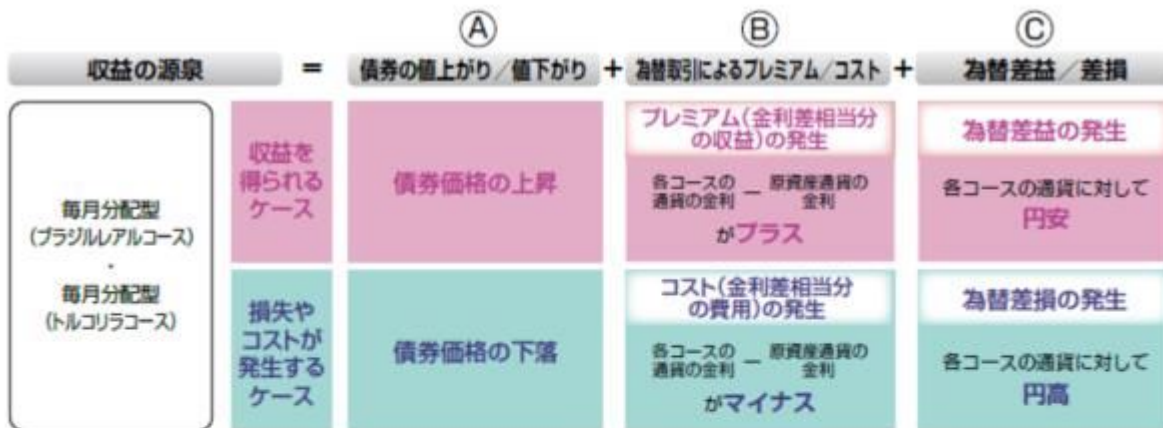 Ⓐ Ⓑ Ⓒ
収益の源泉 = 債券の値上がり/値下がり + 為替取引によるプレミアム/コスト + 為替差益/差損
毎月分配型
(ブラジルレアルコース)
・
毎月分配型
(トルコリラコース)
収益を
得られる
ケース
債券価格の上昇
プレミアム(金利差相当分
の収益)の発生
各コースの
通貨の金利
−
原資産通貨の
金利
がプラス
為替差益の発生
各コースの通貨に対して
円安
損失や
コストが
発生する
ケース
債券価格の下落
コスト(金利差相当分
の費用)の発生
各コースの
通貨の金利
−
原資産通貨の
金利
がマイナス
為替差損の発生
各コースの通貨に対して
円高